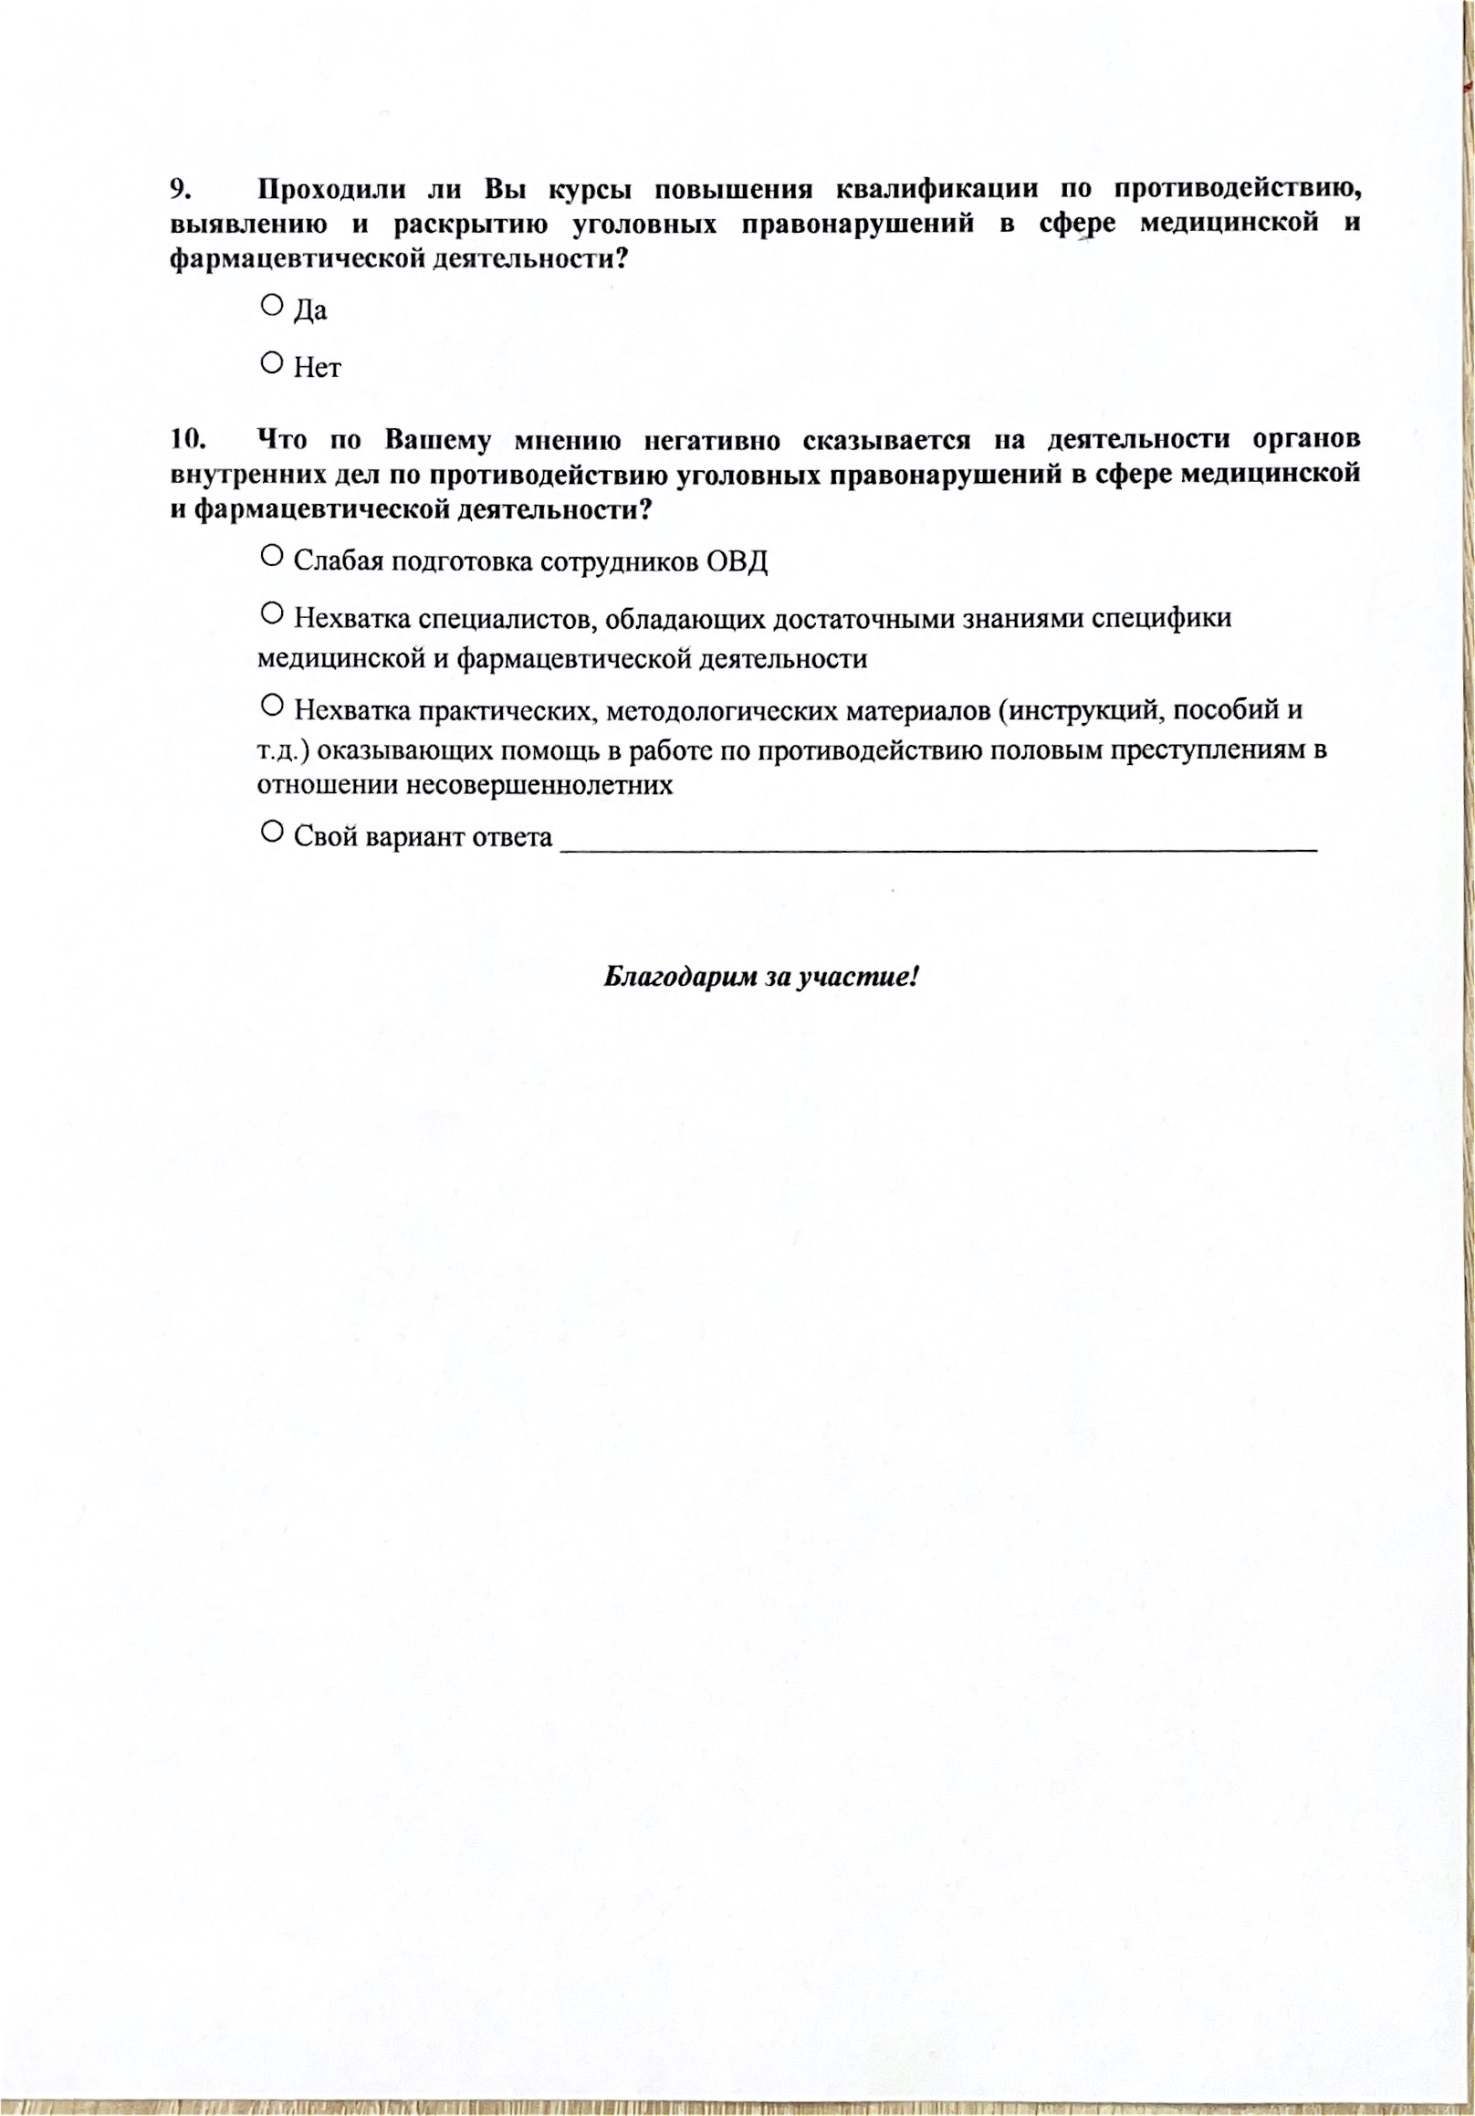 9. Проходили ли Вы курсы повышения квалификации по противодействию,
выявлению и раскрытию уголовных правонарушений в сфере медицинской и
фармацевтической деятельности?
Да
Нет
10. Что по Вашему мнению негативно сказывается на деятельности органов
внутренних дел по противодействию уголовных правонарушений в сфере медицинской
и фармацевтической деятельности?
Слабая подготовка сотрудников ОВД
Нехватка специалистов, обладающих достаточными знаниями специфики
медицинской и фармацевтической деятельности
Нехватка практических, методологических материалов (инструкций, пособий и
т.д.) оказывающих помощь в работе по противодействию половым преступлениям в
отношении несовершеннолетних
Свой вариант ответа
Благодарим за участие!